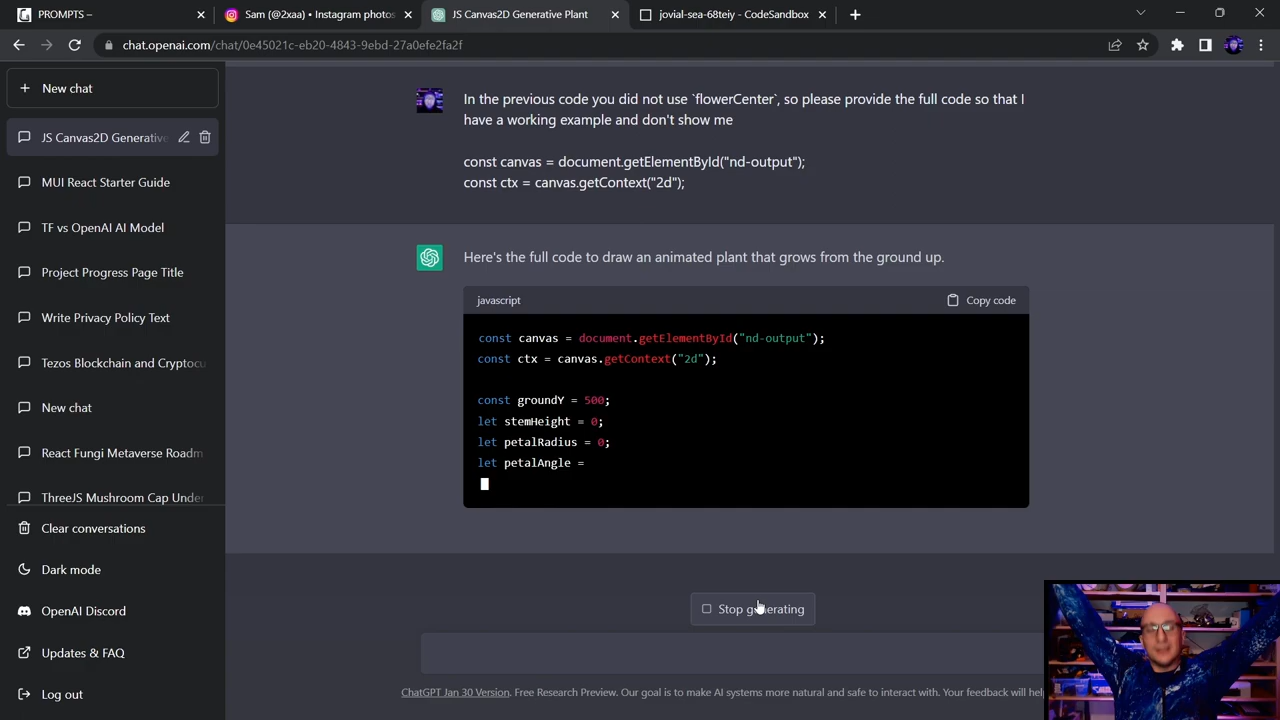 PROMPTS –
Sam (@2xaa) • Instagram photos
JS Canvas2D Generative Plant
jovial-sea-68teiy - CodeSandbox
chat.openai.com/chat/0e45021c-eb20-4843-9ebd-27a0efe2fa2f
New chat
JS Canvas2D Generative
MUI React Starter Guide
TF vs OpenAI AI Model
Project Progress Page Title
Write Privacy Policy Text
Tezos Blockchain and Cryptocu
New chat
React Fungi Metaverse Roadm
ThreeJS Mushroom Cap Under
Clear conversations
Dark mode
OpenAI Discord
Updates & FAQ
Log out
In the previous code you did not use `flowerCenter`, so please provide the full code so that I
have a working example and don't show me
const canvas = document.getElementById("nd-output");
const ctx = canvas.getContext("2d");
Here's the full code to draw an animated plant that grows from the ground up.
javascript
Copy code
const canvas = document.getElementById("nd-output");
const ctx = canvas.getContext("2d");
const groundY = 500;
let stemHeight = 0;
let petalRadius = 0;
let petalAngle =
Stop generating
ChatGPT Jan 30 Version. Free Research Preview. Our goal is to make AI systems more natural and safe to interact with. Your feedback will hel